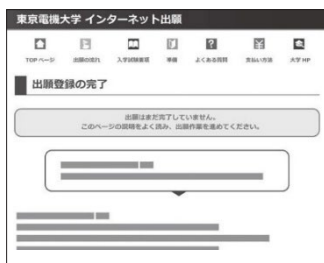 東京電機大学 インターネット出願
TOPページ 出願の流れ 入学試験要項 準備 よくある質問 支払い方法 大学HP
出願登録の完了
出願はまだ完了していません。
このページの説明をよく読み、出願作業を進めてください。